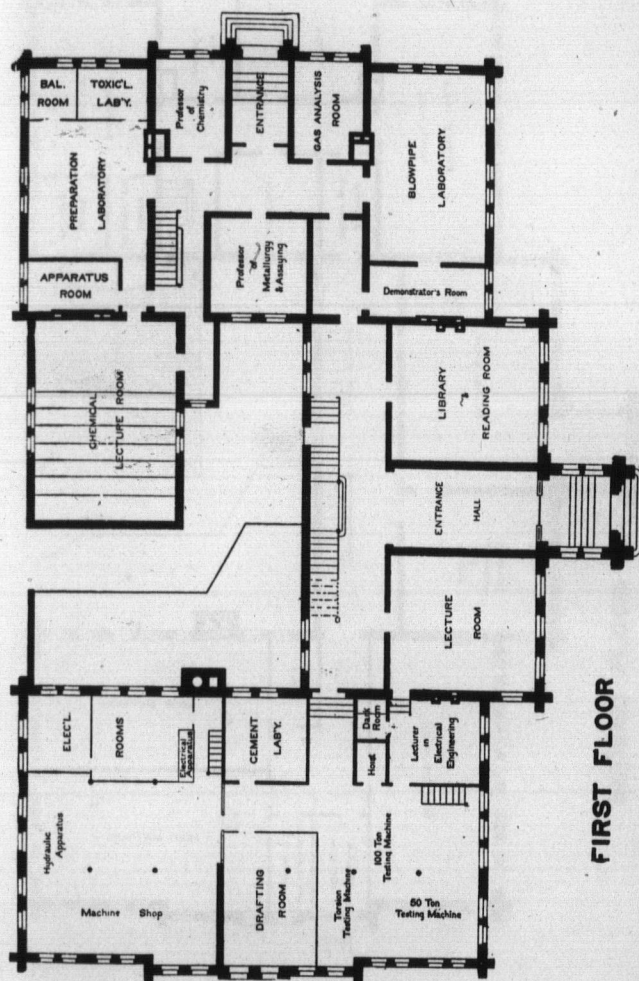 BAL.
ROOM
TOXIC'L.
LAB'Y.
Professor
of
Chemistry
ENTRANCE
GAS ANALYSIS
ROOM
PREPARATION
LABORATORY
BLOWPIPE
LABORATORY
APPARATUS
ROOM
Professor
of
Metallurgy
& Assaying
Demonstrator's Room
CHEMICAL
LECTURE ROOM
LIBRARY
READING ROOM
ENTRANCE
HALL
LECTURE
ROOM
ELEC'L
ROOMS
Electrical
Apparatus
CEMENT
LAB'Y.
Dark
Room
Hoist
Lecturer
in
Electrical
Engineering
Hydraulic
Apparatus
Machine Shop
DRAFTING
ROOM
Torsion
Testing Machine
100 Ton
Testing Machine
50 Ton
Testing Machine
FIRST FLOOR